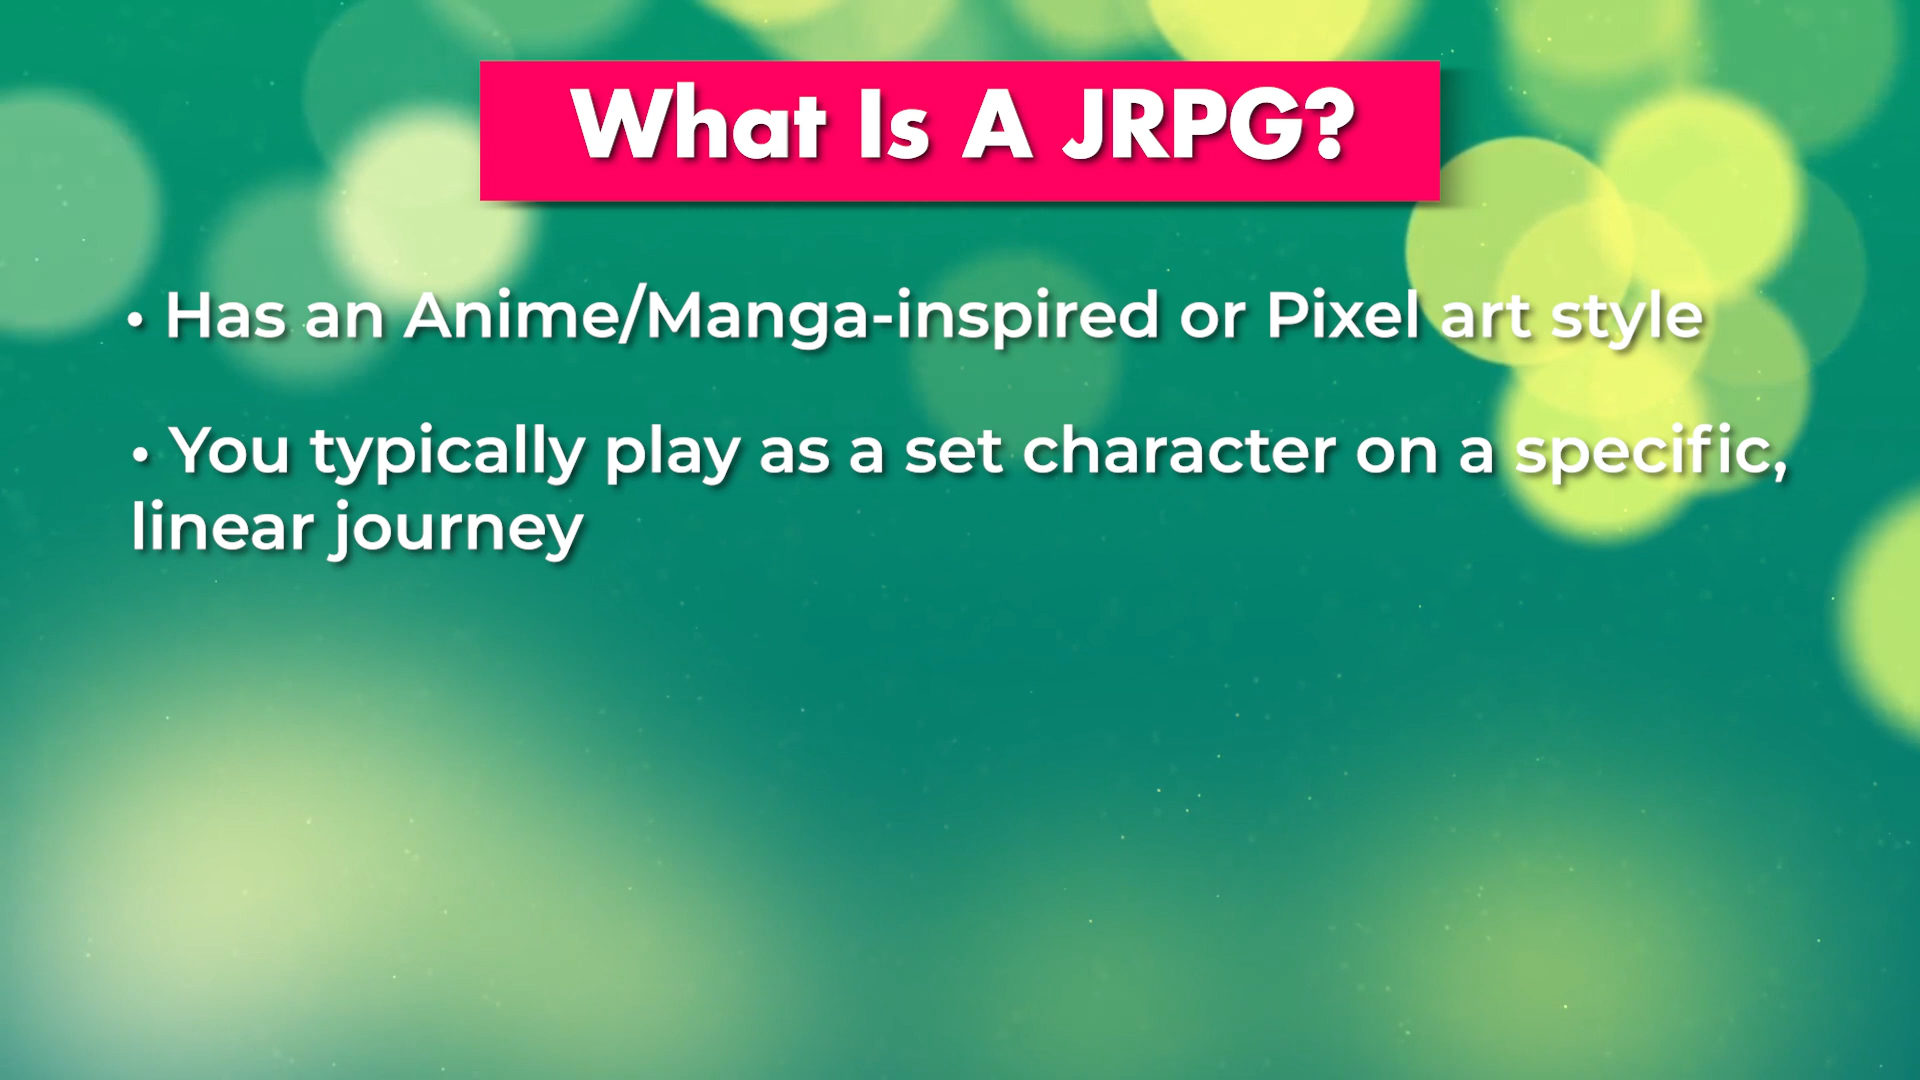 What Is A JRPG?
• Has an Anime/Manga-inspired or Pixel art style
• You typically play as a set character on a specific,
linear journey